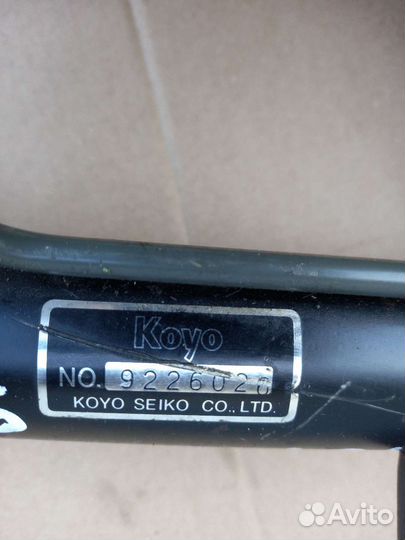 Koyo
NO. 9226026
KOYO SEIKO CO.,LTD.
Avito